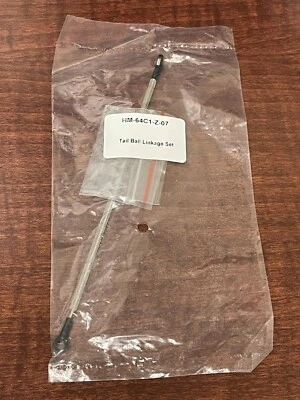 HM-64C1-Z-07
Tail Ball Linkage Set